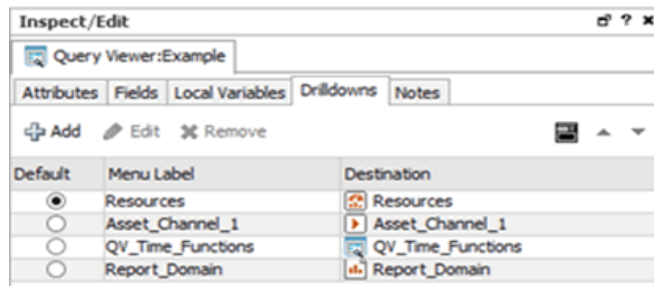 Inspect/Edit
Query Viewer:Example
Attributes Fields Local Variables Drilldowns Notes
Add Edit Remove
Default Menu Label Destination
Resources Resources
Asset_Channel_1 Asset_Channel_1
QV_Time_Functions QV_Time_Functions
Report_Domain Report_Domain